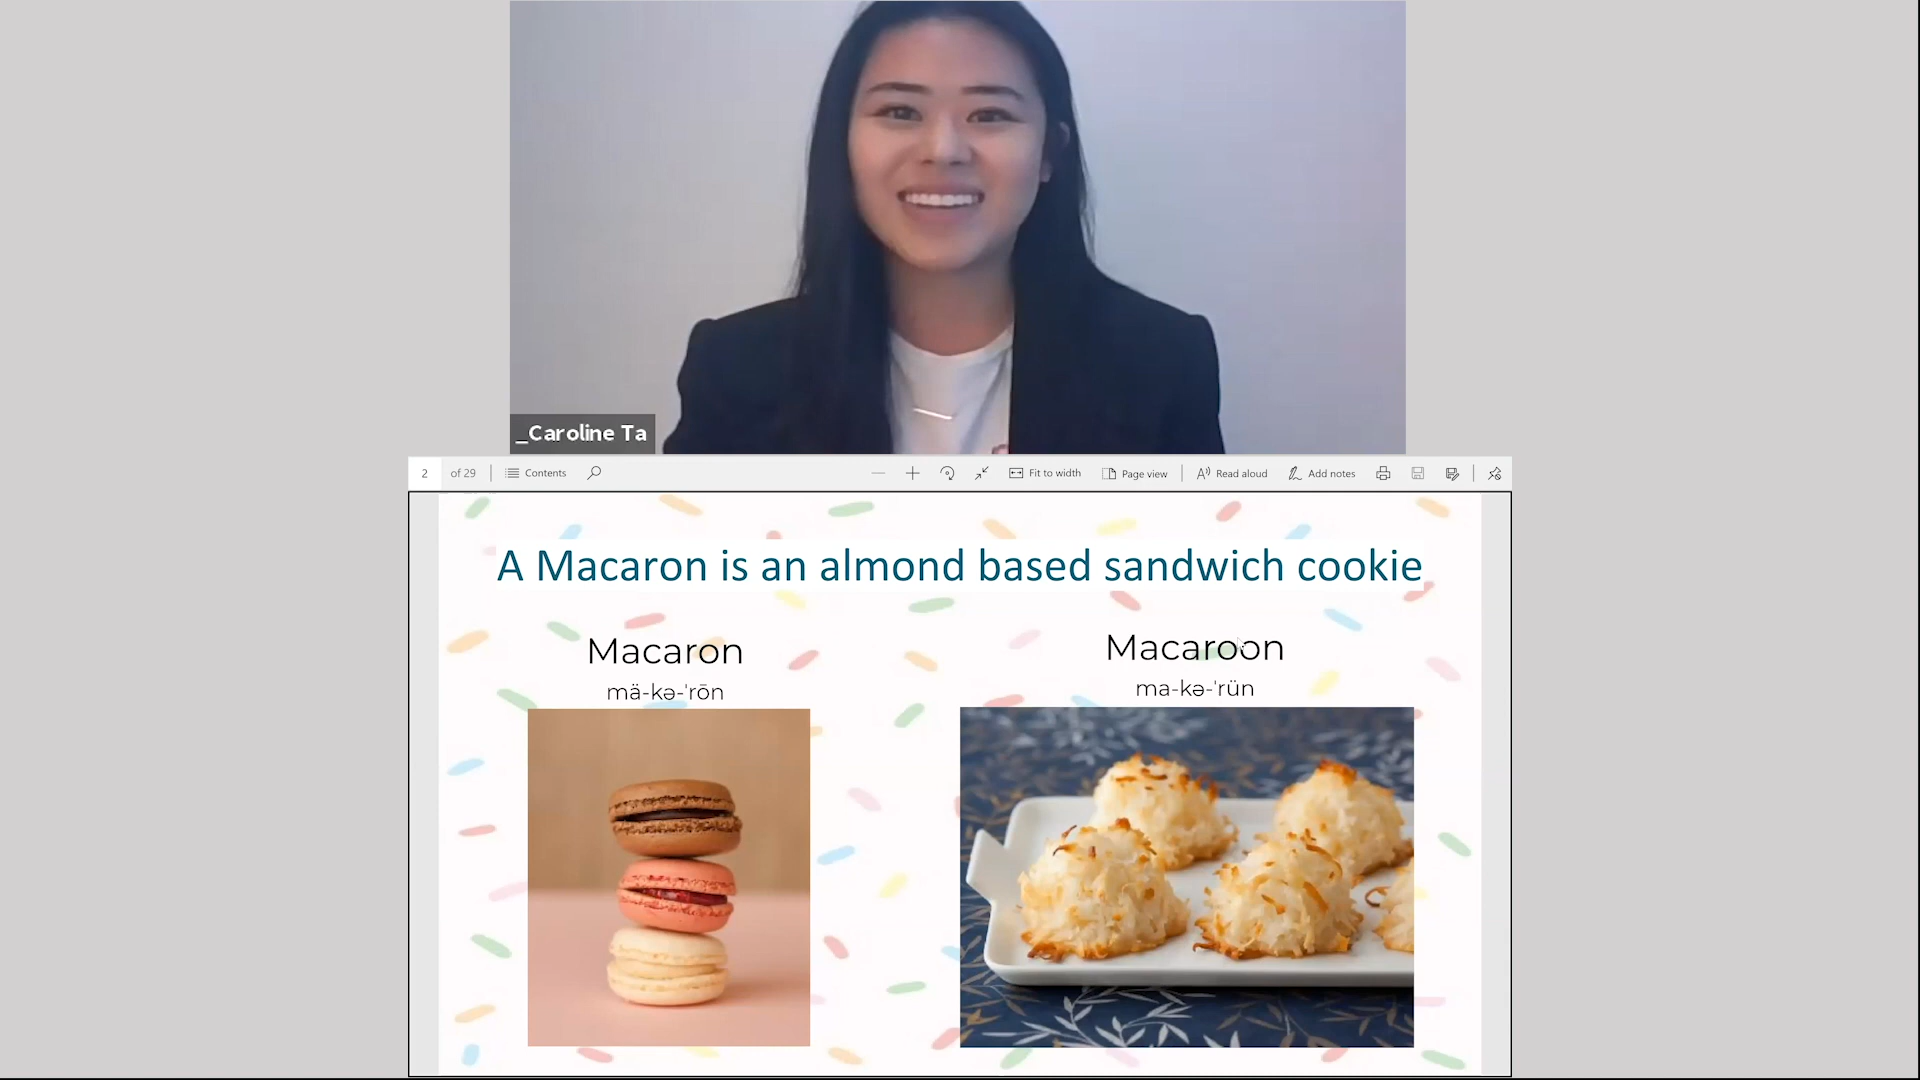 _Caroline Ta
2 of 29 Contents Fit to width Page view Read aloud Add notes
A Macaron is an almond based sandwich cookie
Macaron
mä-kə-ˈrōn
Macaroon
ma-kə-ˈrün